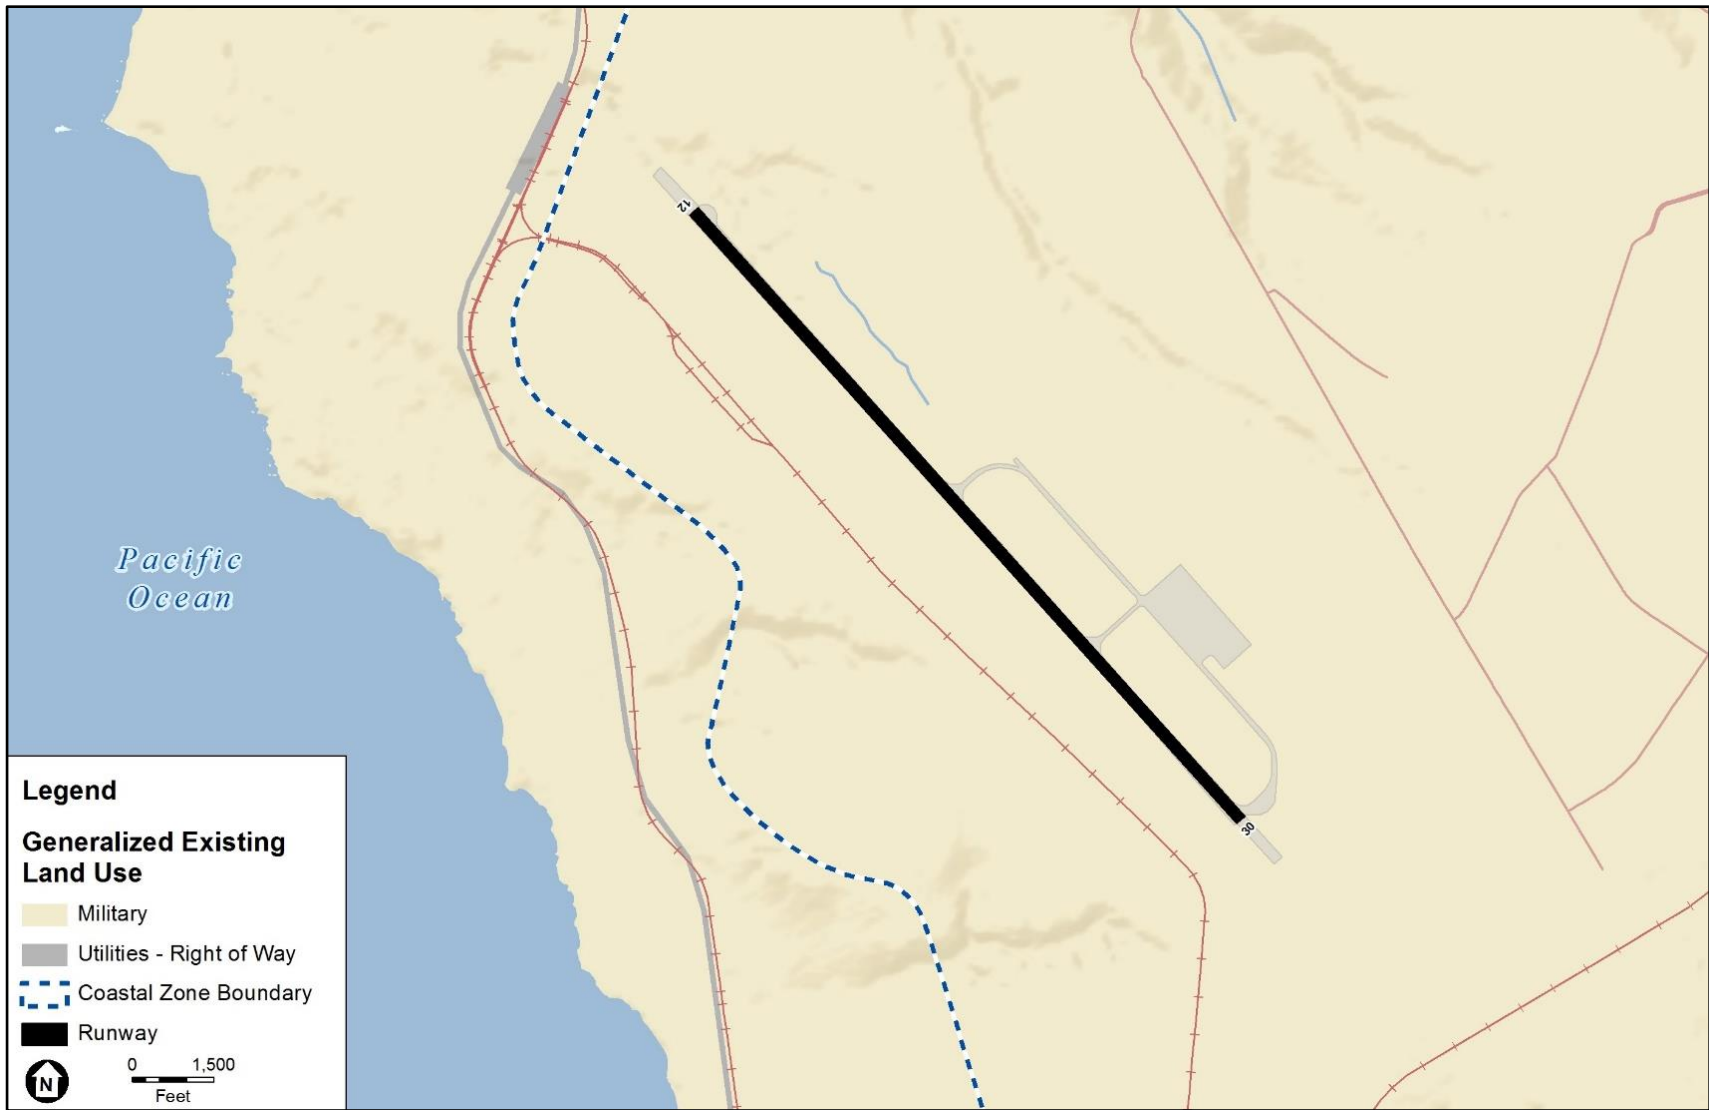 12
Pacific
Ocean
30
Legend
Generalized Existing
Land Use
Military
Utilities - Right of Way
Coastal Zone Boundary
Runway
N
0 1,500
Feet